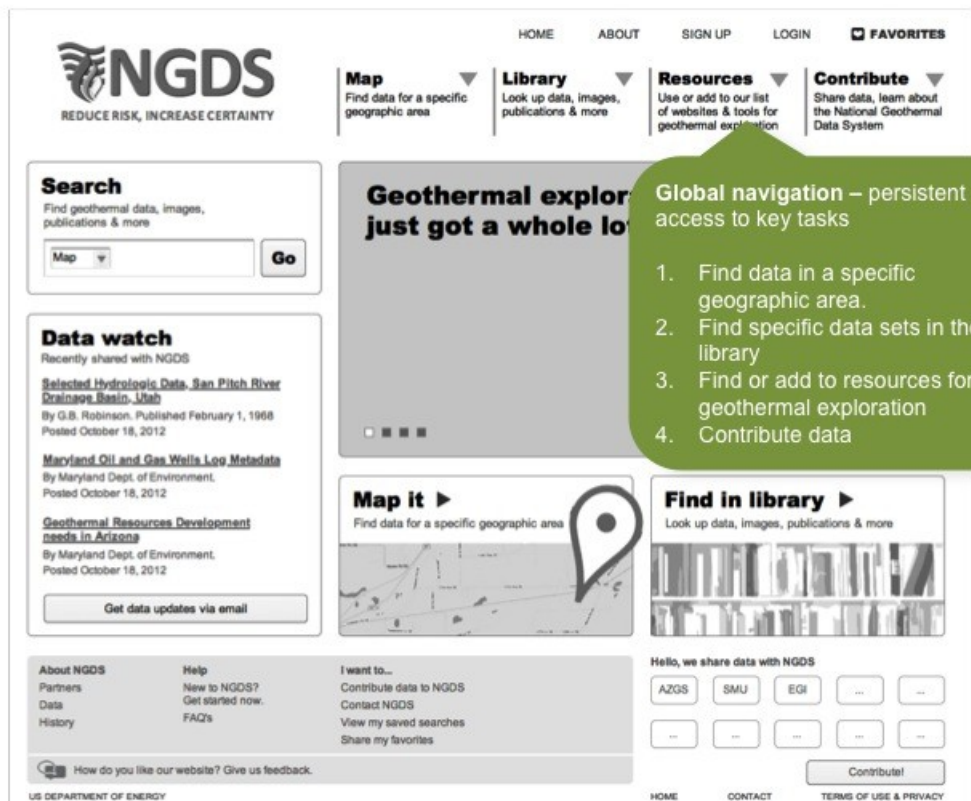 HOME ABOUT SIGN UP LOGIN FAVORITES
NGDS
REDUCE RISK, INCREASE CERTAINTY
Map
Find data for a specific
geographic area
Library
Look up data, images,
publications & more
Resources
Use or add to our list
of websites & tools for
geothermal exploration
Contribute
Share data, learn about
the National Geothermal
Data System
Search
Find geothermal data, images,
publications & more
Map
Go
Geothermal explor
just got a whole lo
Global navigation – persistent
access to key tasks
1. Find data in a specific
geographic area.
2. Find specific data sets in the
library
3. Find or add to resources for
geothermal exploration
4. Contribute data
Data watch
Recently shared with NGDS
Selected Hydrologic Data, San Pitch River
Drainage Basin, Utah
By G.B. Robinson. Published February 1, 1968
Posted October 18, 2012
Maryland Oil and Gas Wells Log Metadata
By Maryland Dept. of Environment.
Posted October 18, 2012
Geothermal Resources Development
needs in Arizona
By Maryland Dept. of Environment.
Posted October 18, 2012
Get data updates via email
Map it
Find data for a specific geographic area
Find in library
Look up data, images, publications & more
About NGDS
Partners
Data
History
Help
New to NGDS?
Get started now.
FAQ's
I want to...
Contribute data to NGDS
Contact NGDS
View my saved searches
Share my favorites
How do you like our website? Give us feedback.
US DEPARTMENT OF ENERGY
Hello, we share data with NGDS
AZGS SMU EGI ... ...
... ... ... ... ...
Contribute!
HOME CONTACT TERMS OF USE & PRIVACY